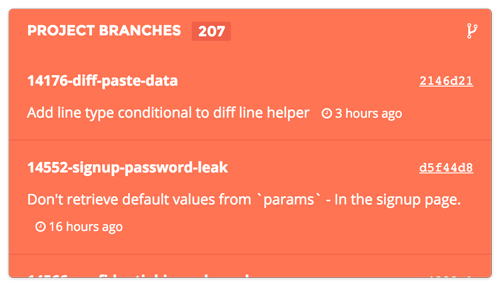 PROJECT BRANCHES 207
14176-diff-paste-data 2146d21
Add line type conditional to diff line helper 3 hours ago
14552-signup-password-leak d5f44d8
Don't retrieve default values from `params` - In the signup page.
16 hours ago